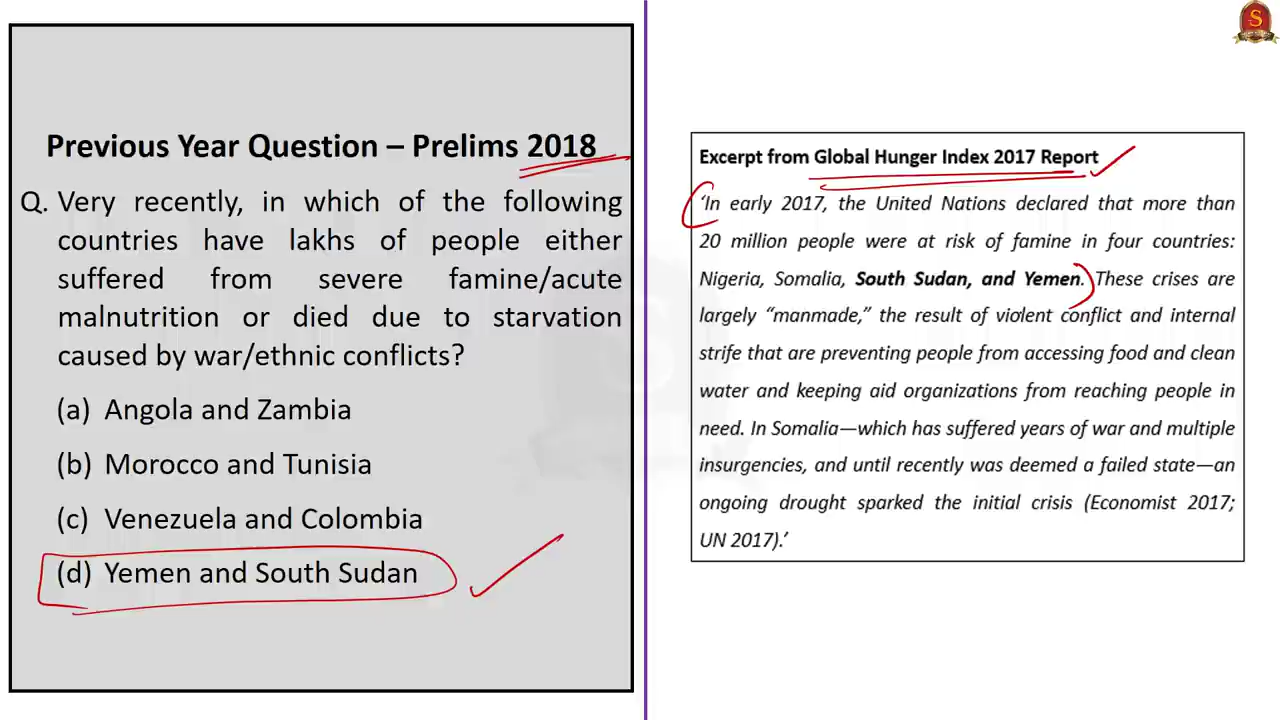 Previous Year Question – Prelims 2018
Q. Very recently, in which of the following
countries have lakhs of people either
suffered from severe famine/acute
malnutrition or died due to starvation
caused by war/ethnic conflicts?
(a) Angola and Zambia
(b) Morocco and Tunisia
(c) Venezuela and Colombia
(d) Yemen and South Sudan
Excerpt from Global Hunger Index 2017 Report
‘In early 2017, the United Nations declared that more than
20 million people were at risk of famine in four countries:
Nigeria, Somalia, South Sudan, and Yemen. These crises are
largely “manmade,” the result of violent conflict and internal
strife that are preventing people from accessing food and clean
water and keeping aid organizations from reaching people in
need. In Somalia—which has suffered years of war and multiple
insurgencies, and until recently was deemed a failed state—an
ongoing drought sparked the initial crisis (Economist 2017;
UN 2017).’
S